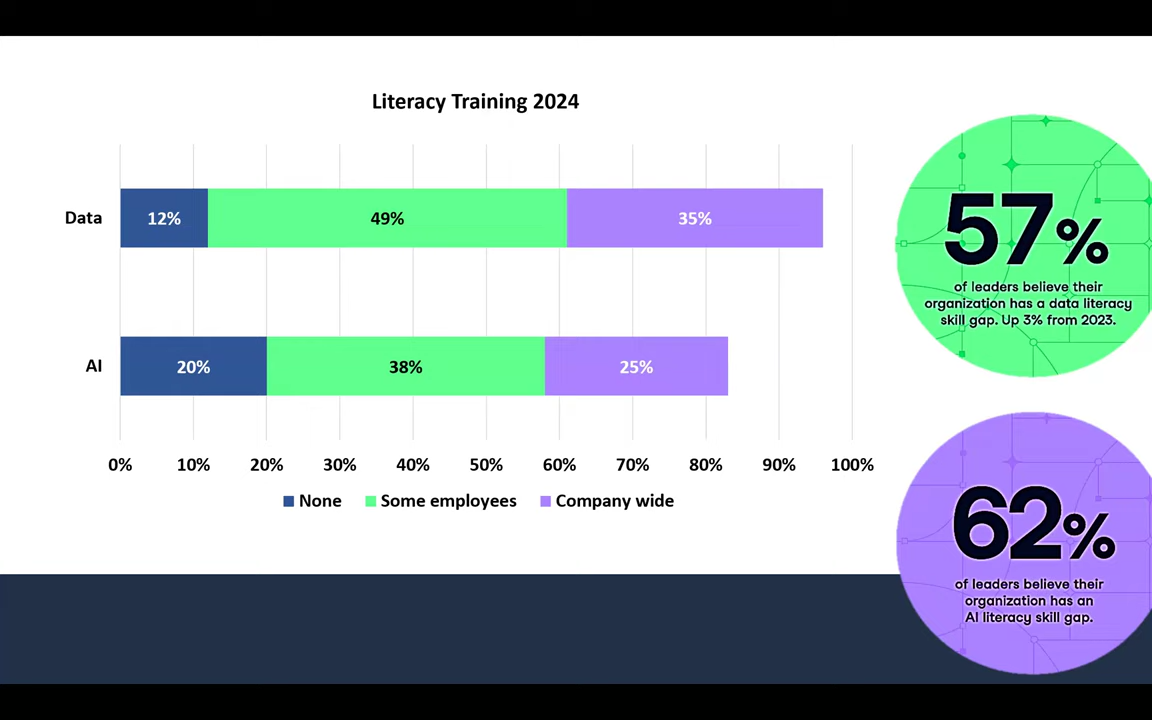 Literacy Training 2024
Data
12%
49%
35%
AI
20%
38%
25%
0%
10%
20%
30%
40%
50%
60%
70%
80%
90%
100%
None
Some employees
Company wide
57%
of leaders believe their
organization has a data literacy
skill gap. Up 3% from 2023.
62%
of leaders believe their
organization has an
AI literacy skill gap.